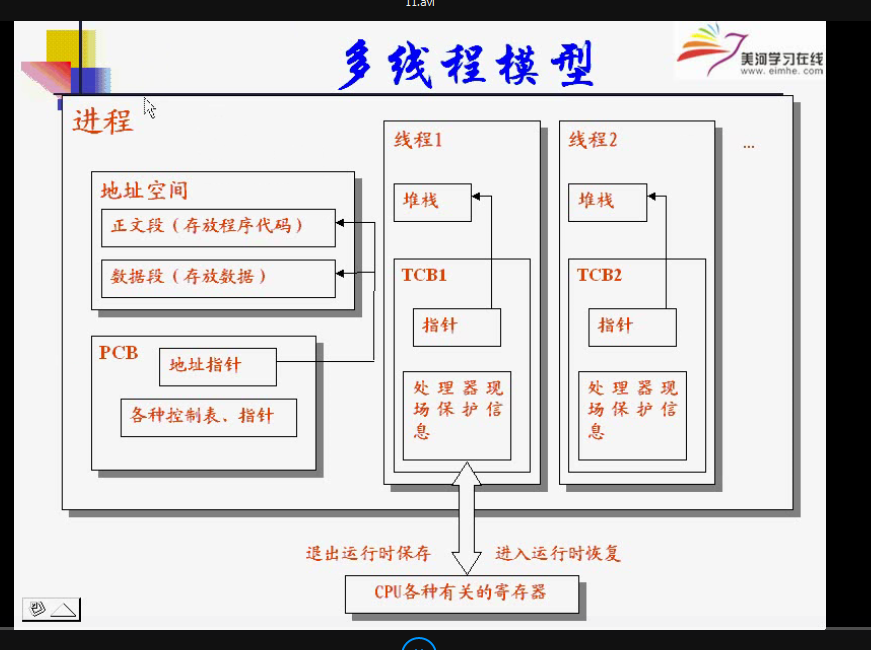 11.avi
多线程模型
美河学习在线
www.eimhe.com
进程
地址空间
正文段（存放程序代码）
数据段（存放数据）
PCB
地址指针
各种控制表、指针
线程1
堆栈
TCB1
指针
处理器现
场保护信
息
线程2
堆栈
TCB2
指针
处理器现
场保护信
息
...
退出运行时保存
进入运行时恢复
CPU各种有关的寄存器